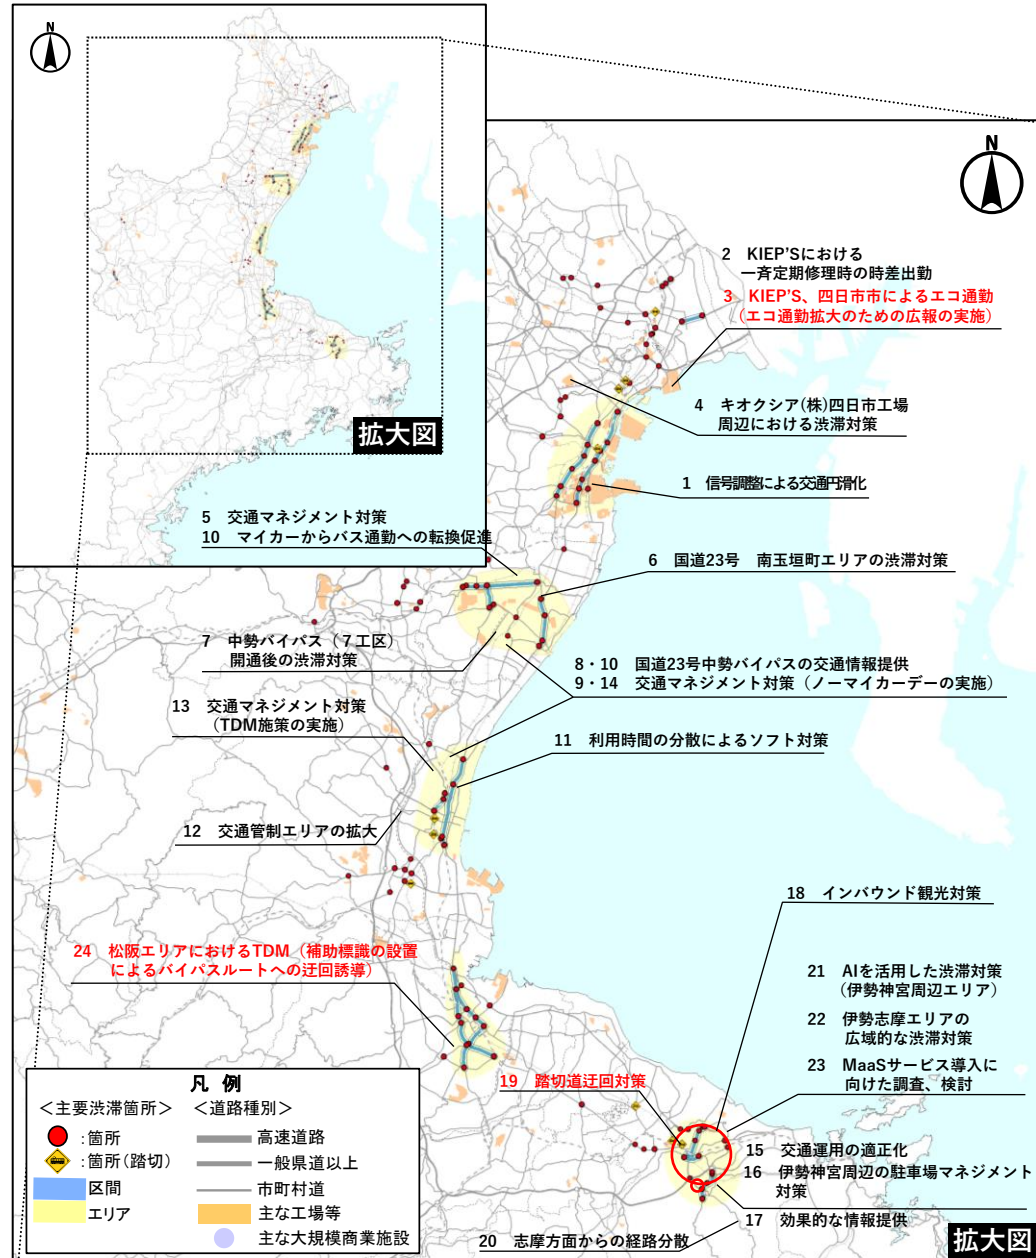 N
拡大図
N
2 KIEP'Sにおける
一斉定期修理時の時差出勤
3 KIEP'S、四日市市によるエコ通勤
（エコ通勤拡大のための広報の実施）
4 キオクシア(株)四日市工場
周辺における渋滞対策
1 信号調整による交通円滑化
5 交通マネジメント対策
10 マイカーからバス通勤への転換促進
6 国道23号 南玉垣町エリアの渋滞対策
7 中勢バイパス（７工区）
開通後の渋滞対策
8・10 国道23号中勢バイパスの交通情報提供
9・14 交通マネジメント対策（ノーマイカーデーの実施）
13 交通マネジメント対策
（TDM施策の実施）
11 利用時間の分散によるソフト対策
12 交通管制エリアの拡大
18 インバウンド観光対策
24 松阪エリアにおけるTDM（補助標識の設置
によるバイパスルートへの迂回誘導）
21 AIを活用した渋滞対策
（伊勢神宮周辺エリア）
22 伊勢志摩エリアの
広域的な渋滞対策
23 MaaSサービス導入に
向けた調査、検討
19 踏切道迂回対策
15 交通運用の適正化
16 伊勢神宮周辺の駐車場マネジメント
対策
17 効果的な情報提供
20 志摩方面からの経路分散
拡大図
凡 例
＜主要渋滞箇所＞ ＜道路種別＞
:箇所 高速道路
:箇所(踏切) 一般県道以上
区間 市町村道
エリア 主な工場等
主な大規模商業施設